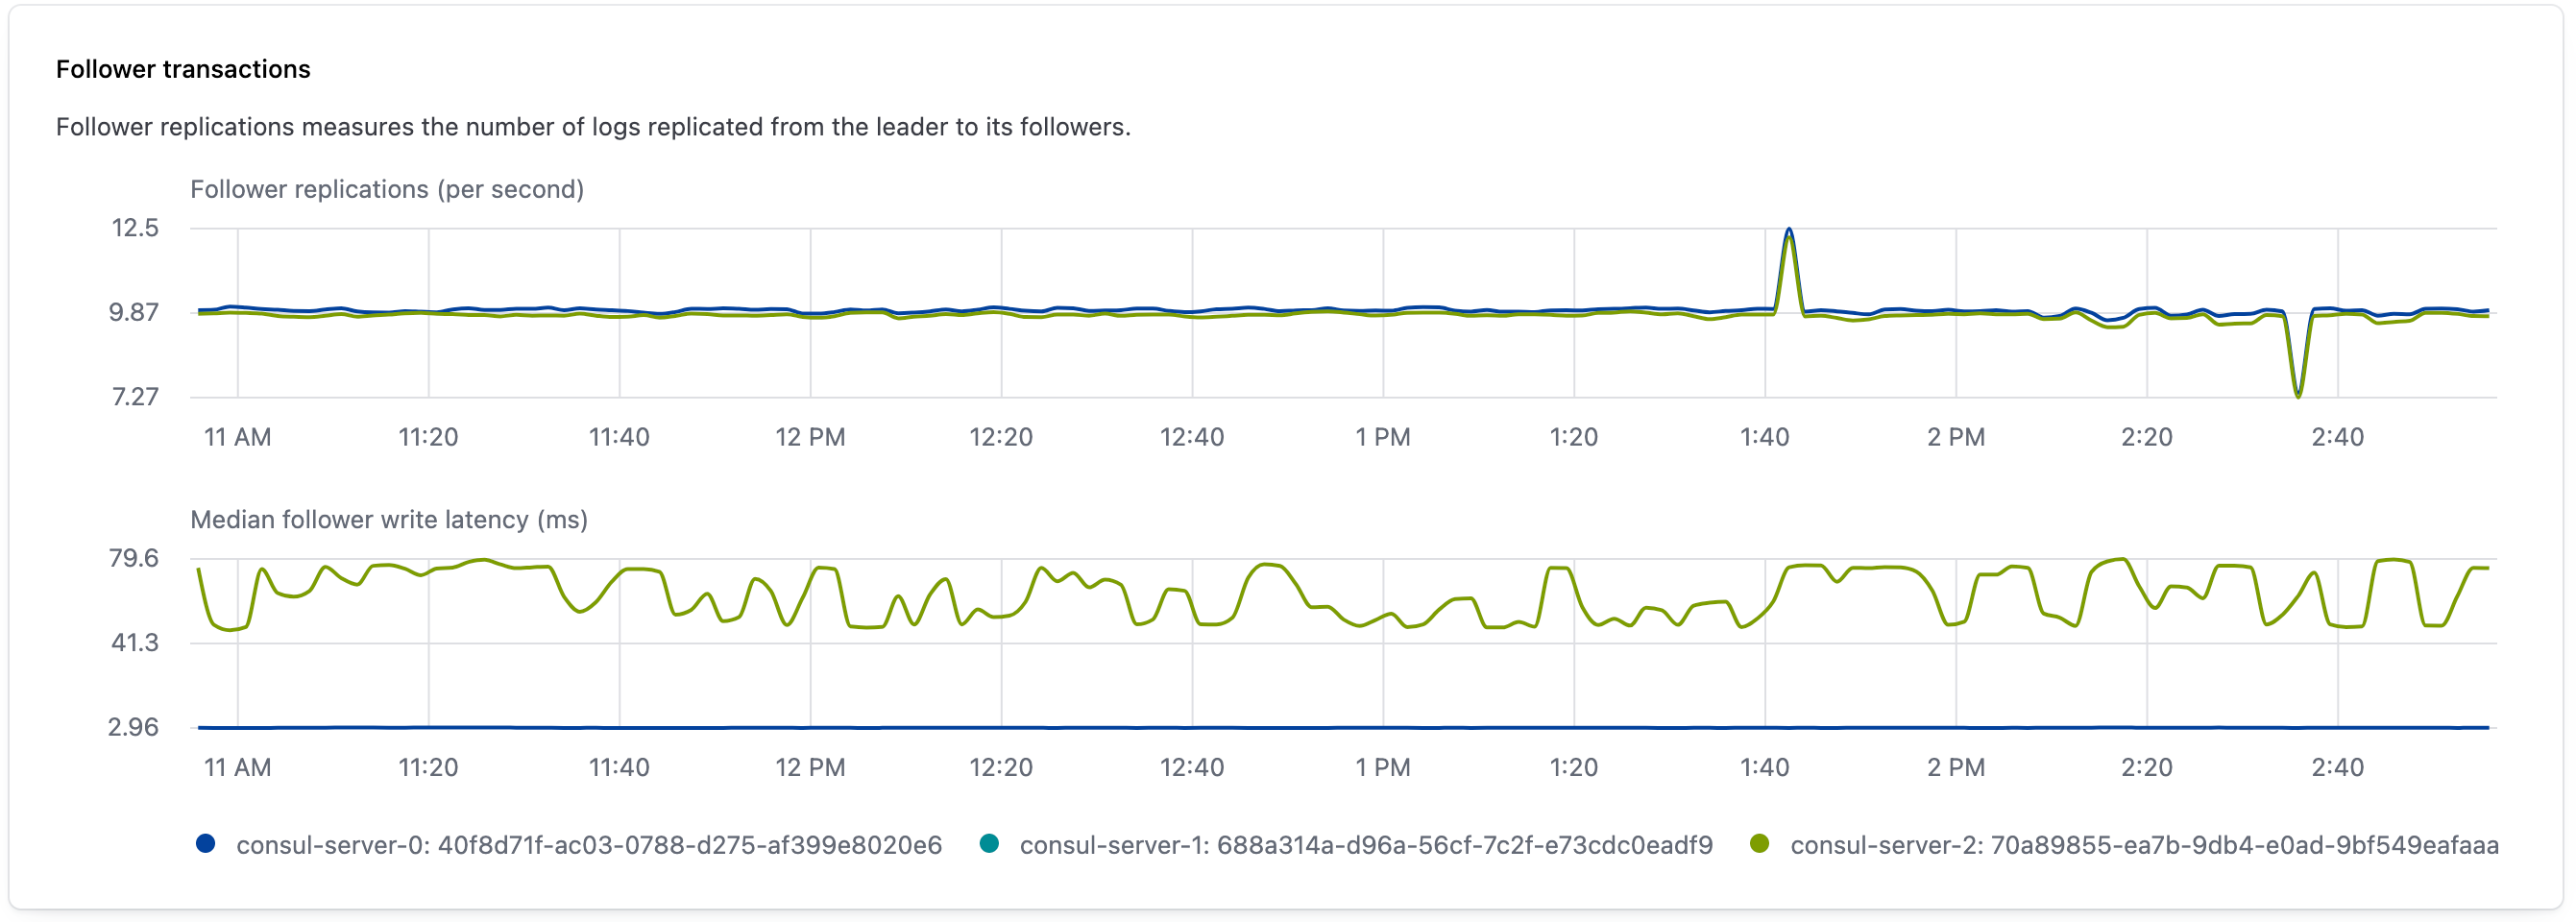 Follower transactions
Follower replications measures the number of logs replicated from the leader to its followers.
Follower replications (per second)
12.5
9.87
7.27
11 AM 11:20 11:40 12 PM 12:20 12:40 1 PM 1:20 1:40 2 PM 2:20 2:40
Median follower write latency (ms)
79.6
41.3
2.96
11 AM 11:20 11:40 12 PM 12:20 12:40 1 PM 1:20 1:40 2 PM 2:20 2:40
consul-server-0: 40f8d71f-ac03-0788-d275-af399e8020e6 consul-server-1: 688a314a-d96a-56cf-7c2f-e73cdc0eadf9 consul-server-2: 70a89855-ea7b-9db4-e0ad-9bf549eafaaa